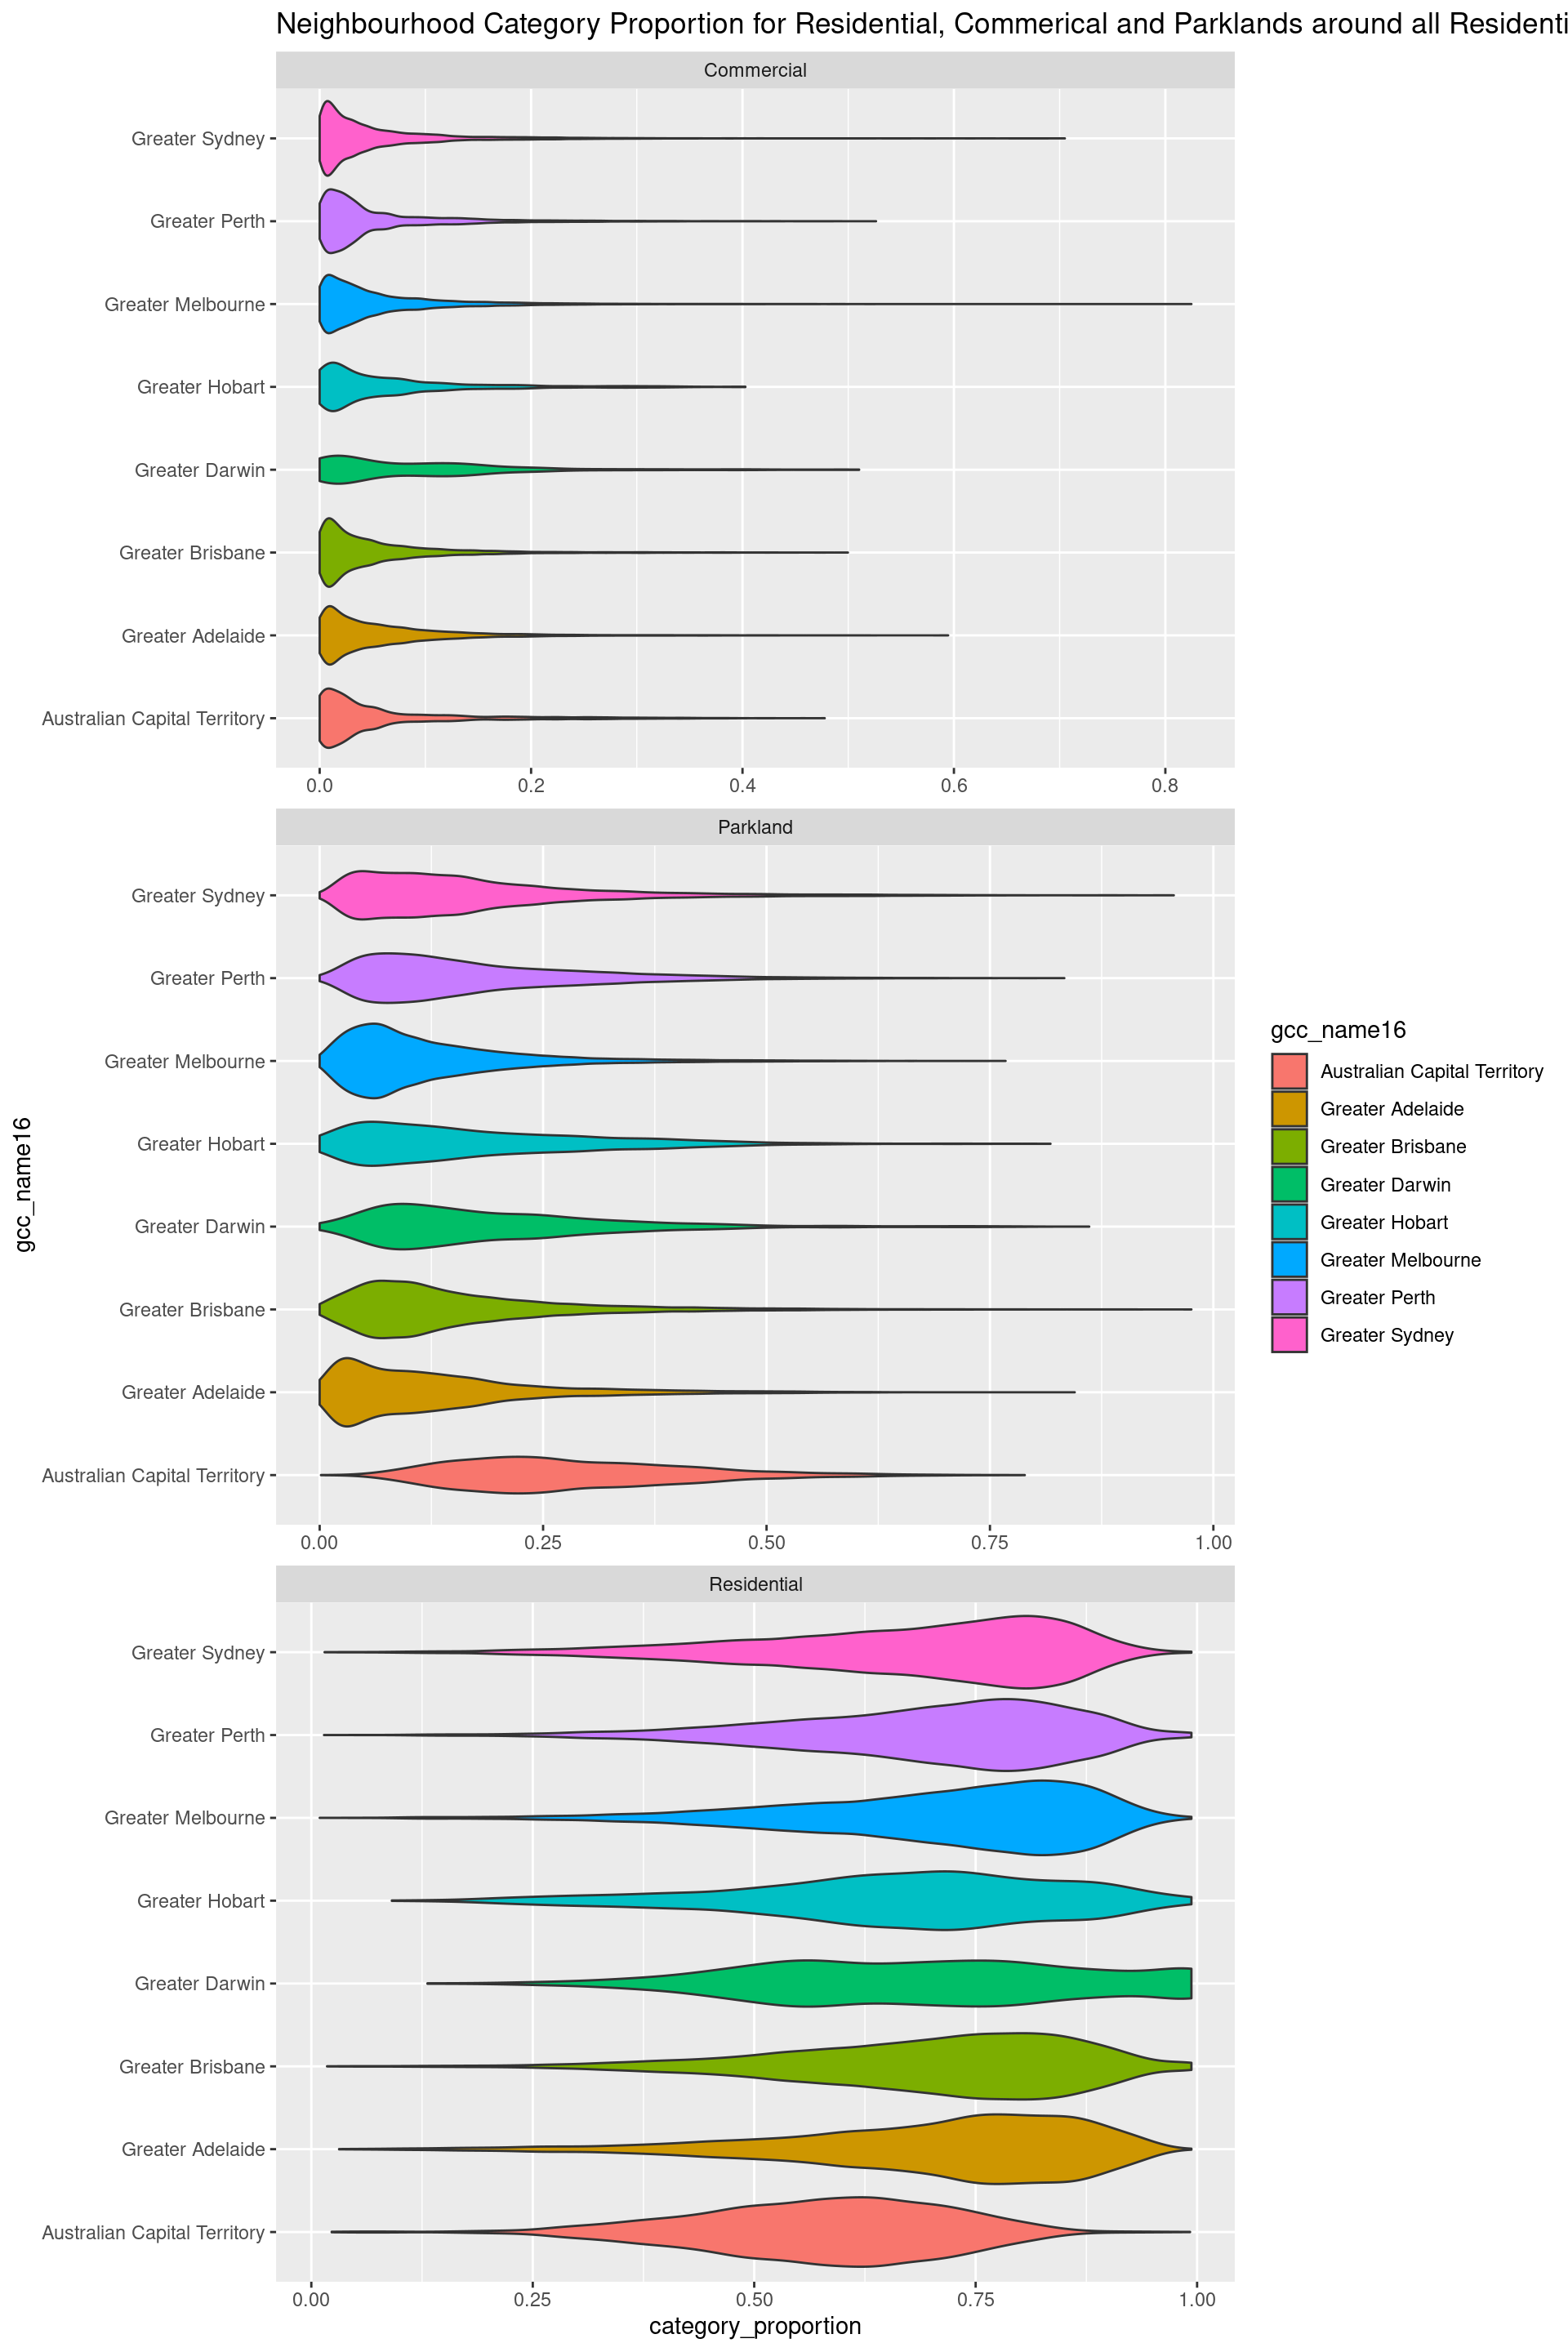 Neighbourhood Category Proportion for Residential, Commerical and Parklands around all Residenti
Commercial
Greater Sydney
Greater Perth
Greater Melbourne
Greater Hobart
Greater Darwin
Greater Brisbane
Greater Adelaide
Australian Capital Territory
0.0 0.2 0.4 0.6 0.8
Parkland
Greater Sydney
Greater Perth
Greater Melbourne
Greater Hobart
Greater Darwin
Greater Brisbane
Greater Adelaide
Australian Capital Territory
0.00 0.25 0.50 0.75 1.00
Residential
Greater Sydney
Greater Perth
Greater Melbourne
Greater Hobart
Greater Darwin
Greater Brisbane
Greater Adelaide
Australian Capital Territory
0.00 0.25 0.50 0.75 1.00
category_proportion
gcc_name16
gcc_name16
Australian Capital Territory
Greater Adelaide
Greater Brisbane
Greater Darwin
Greater Hobart
Greater Melbourne
Greater Perth
Greater Sydney